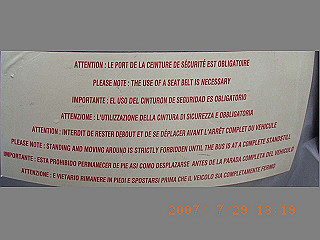 ATTENTION : LE PORT DE LA CEINTURE DE SÉCURITÉ EST OBLIGATOIRE
PLEASE NOTE : THE USE OF A SEAT BELT IS NECESSARY
IMPORTANTE : EL USO DEL CINTURON DE SEGURIDAD ES OBLIGATORIO
ATTENZIONE : L'UTILIZZAZIONE DELLA CINTURA DI SICUREZZA E OBBLIGATORIA
ATTENTION : INTERDIT DE RESTER DEBOUT ET DE SE DÉPLACER AVANT L'ARRÊT COMPLET DU VÉHICULE
PLEASE NOTE : STANDING AND MOVING AROUND IS STRICTLY FORBIDDEN UNTIL THE BUS IS AT A COMPLETE STANDSTILL
IMPORTANTE : ESTA PROHIBIDO PERMANECER DE PIE ASI COMO DESPLAZARSE ANTES DE LA PARADA COMPLETA DEL VEHICULO
ATTENZIONE : E VIETARIO RIMANERE IN PIEDI E SPOSTARSI PRIMA CHE IL VEICOLO SIA COMPLETAMENTE FERMO
2007 7 29 19 19